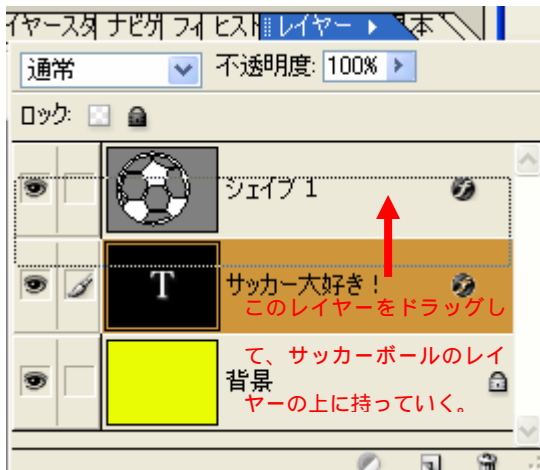 イヤースタ ナビゲ フィ ヒスト レイヤー 基本
通常 不透明度: 100%
ロック:
シェイプ 1
T サッカー大好き!
このレイヤーをドラッグし
て、サッカーボールのレイ
背景
ヤーの上に持っていく。